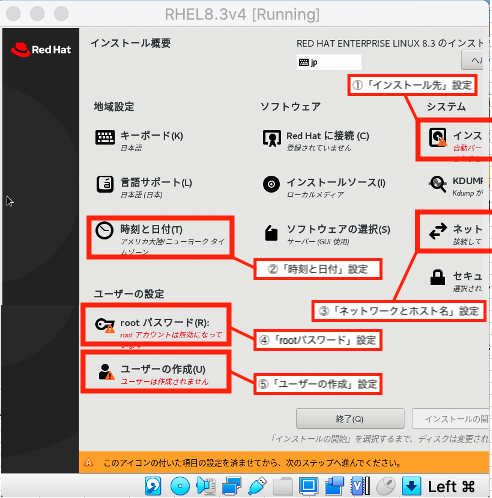 RHEL8.3v4 [Running]
Red Hat
インストール概要
RED HAT ENTERPRISE LINUX 8.3 のインスト
jp
ヘル
①「インストール先」設定
地域設定
ソフトウェア
システム
キーボード(K)
日本語
Red Hat に接続 (C)
登録されていません
インス
自動パー
言語サポート(L)
日本語 (日本)
インストールソース(I)
ローカルメディア
KDUMP
Kdump が
時刻と日付(T)
アメリカ大陸/ニューヨーク タイ
ムゾーン
ソフトウェアの選択(S)
サーバー (GUI 使用)
ネット
接続して
②「時刻と日付」設定
セキュ
選択され
ユーザーの設定
③「ネットワークとホスト名」設定
root パスワード(R):
root アカウントは無効になって
います
④「rootパスワード」設定
ユーザーの作成(U)
ユーザーは作成されません
⑤「ユーザーの作成」設定
終了(Q)
インストールの開
「インストールの開始」を選択するまで、ディスクは変更され
このアイコンの付いた項目の設定を済ませてから、次のステップへ進んでください。
Left ⌘